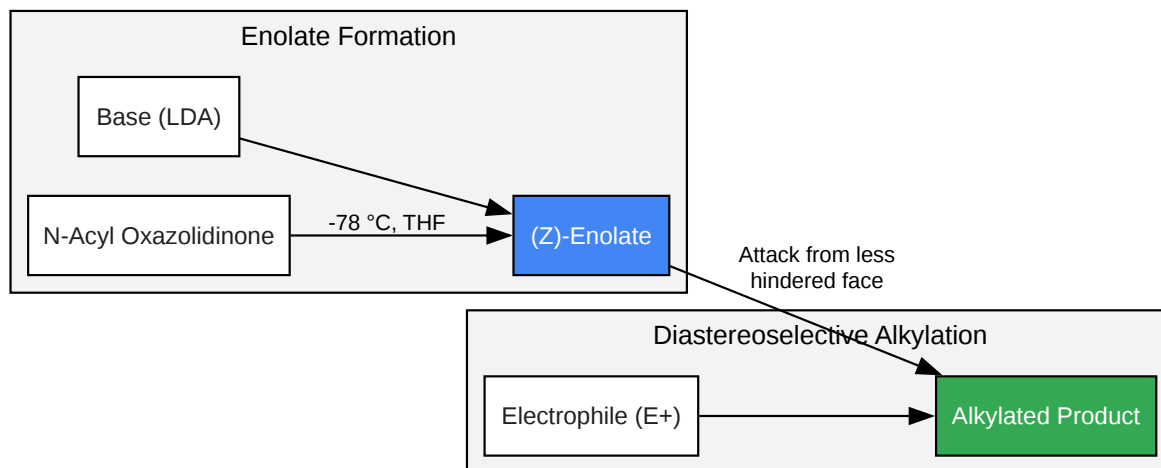 Enolate Formation
Base (LDA)
N-Acyl Oxazolidinone
-78 °C, THF
(Z)-Enolate
Attack from less
hindered face
Diastereoselective Alkylation
Electrophile (E+)
Alkylated Product